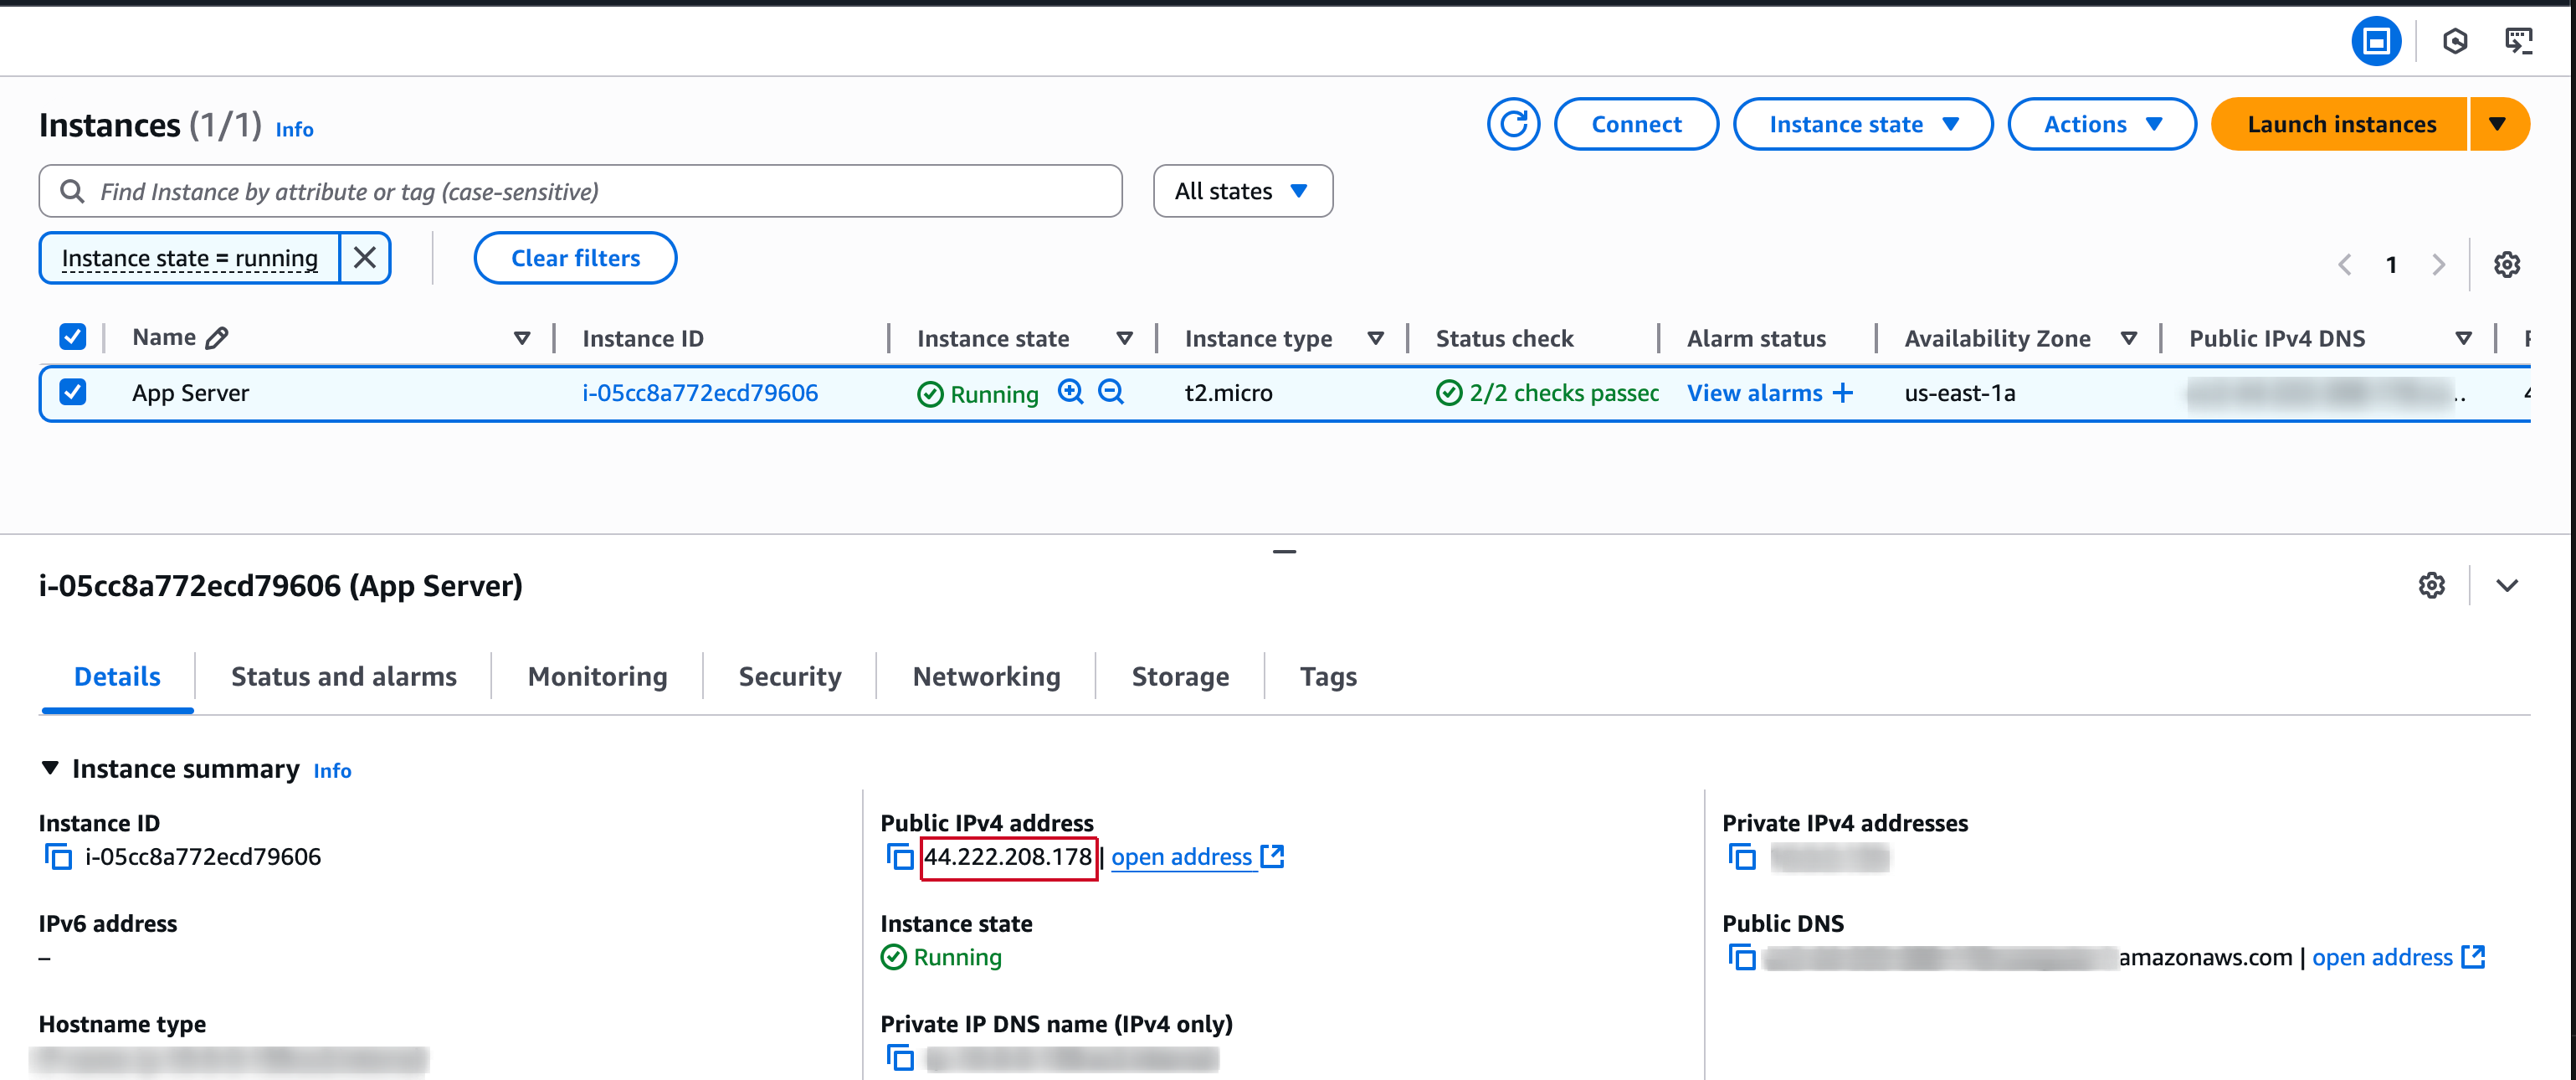 Instances (1/1) Info
Connect
Instance state
Actions
Launch instances
Find Instance by attribute or tag (case-sensitive)
All states
Instance state = running
Clear filters
1
Name Instance ID Instance state Instance type Status check Alarm status Availability Zone Public IPv4 DNS
App Server i-05cc8a772ecd79606 Running t2.micro 2/2 checks passec View alarms + us-east-1a ..
i-05cc8a772ecd79606 (App Server)
Details Status and alarms Monitoring Security Networking Storage Tags
Instance summary Info
Instance ID
i-05cc8a772ecd79606
Public IPv4 address
44.222.208.178 | open address
Private IPv4 addresses
IPv6 address
–
Instance state
Running
Public DNS
amazonaws.com | open address
Hostname type
Private IP DNS name (IPv4 only)